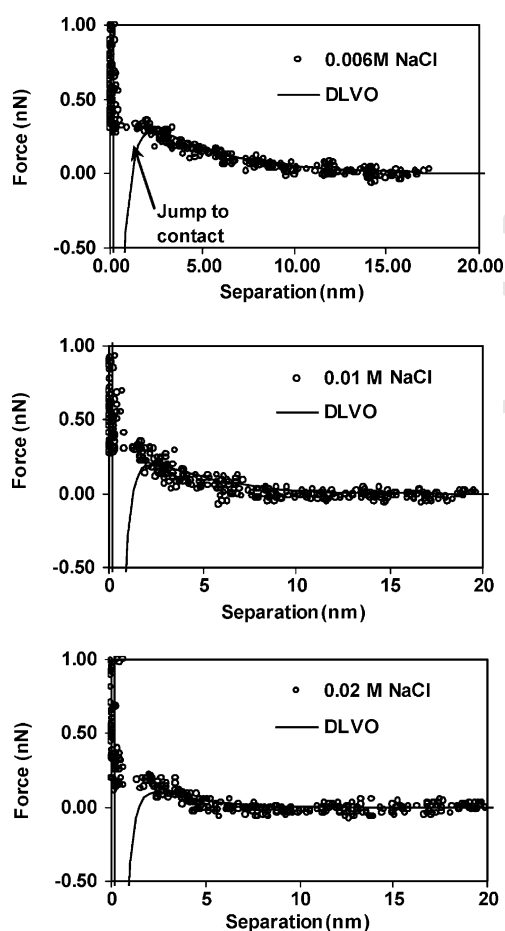 1.00
0.006M NaCl
DLVO
0.50
Force (nN)
0.00
Jump to
contact
-0.50
0.00 5.00 10.00 15.00 20.00
Separation (nm)
1.00
0.01 M NaCl
DLVO
0.50
Force (nN)
0.00
-0.50
0 5 10 15 20
Separation (nm)
1.00
0.02 M NaCl
DLVO
0.50
Force (nN)
0.00
-0.50
0 5 10 15 20
Separation (nm)